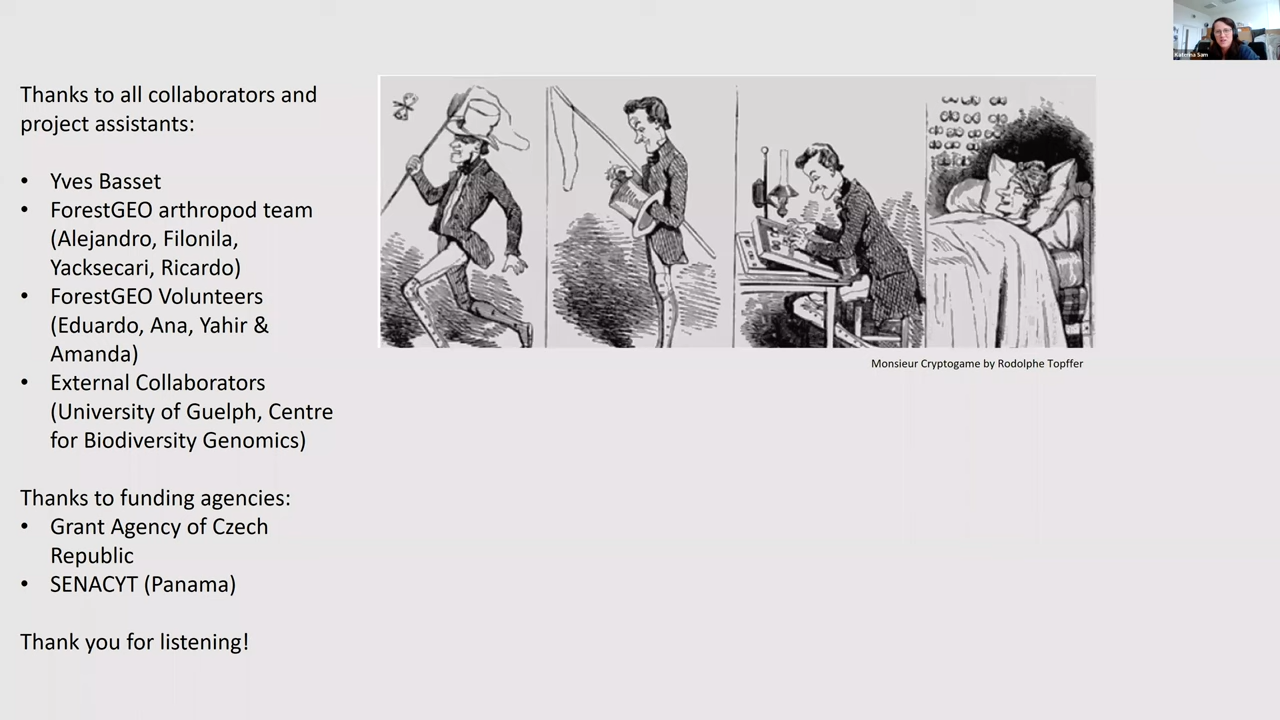 Thanks to all collaborators and
project assistants:
• Yves Basset
• ForestGEO arthropod team
(Alejandro, Filonila,
Yacksecari, Ricardo)
• ForestGEO Volunteers
(Eduardo, Ana, Yahir &
Amanda)
• External Collaborators
(University of Guelph, Centre
for Biodiversity Genomics)
Thanks to funding agencies:
• Grant Agency of Czech
Republic
• SENACYT (Panama)
Thank you for listening!
Monsieur Cryptogame by Rodolphe Topffer
Katerina Sam